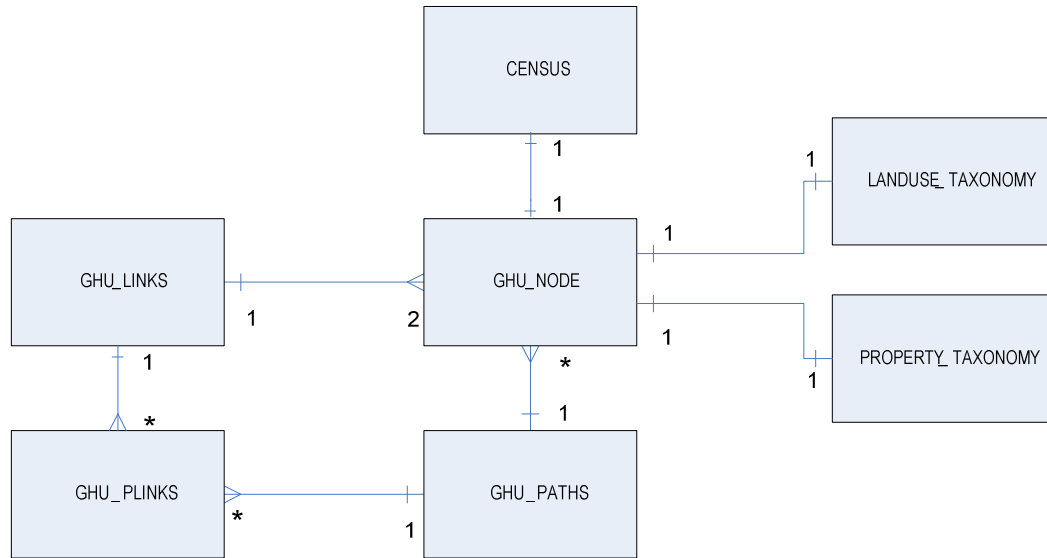 CENSUS
1
1
LANDUSE_TAXONOMY
1
1
GHU_LINKS
1
GHU_NODE
2
1
PROPERTY_TAXONOMY
1
1
*
*
1
GHU_PLINKS
*
GHU_PATHS
1